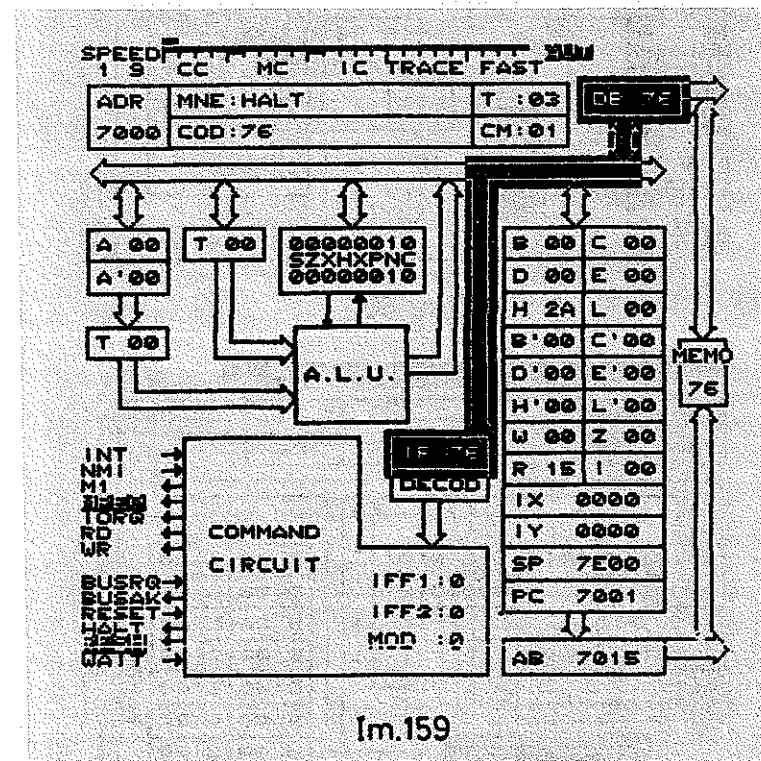 SPEED
1 S CC MC IC TRACE FAST
ADR MNE:HALT T :03
7000 COD:76 CM:01
DB 76
A 00
A'00
T 00
00000010
SZXHXPNC
00000010
T 00
A.L.U.
B 00 C 00
D 00 E 00
H 2A L 00
B'00 C'00
D'00 E'00
H'00 L'00
W 00 Z 00
R 15 I 00
IX 0000
IY 0000
SP 7E00
PC 7001
AB 7015
MEMO
76
IR 76
DECOD
INT
NMI
M1
IORQ
RD
WR
BUSRQ
BUSAK
RESET
HALT
WAIT
COMMAND
CIRCUIT
IFF1:0
IFF2:0
MOD :0
Im.159